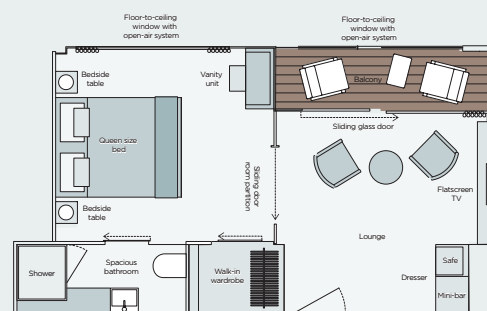 Floor-to-ceiling
window with
open-air system
Floor-to-ceiling
window with
open-air system
Bedside
table
Vanity
unit
Balcony
Sliding glass door
Queen size
bed
Sliding door
room partition
Flatscreen
TV
Bedside
table
Lounge
Spacious
bathroom
Shower
Walk-in
wardrobe
Safe
Dresser
Mini-bar